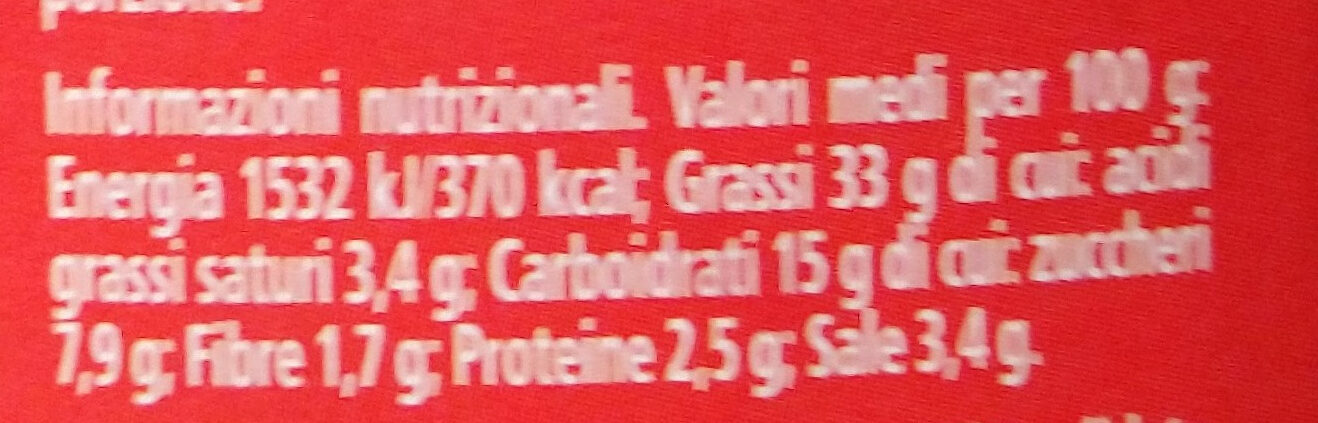 porzione.
Informazioni nutrizionali. Valori medi per 100 g:
Energia 1532 kJ/370 kcal; Grassi 33 g di cui: acidi
grassi saturi 3,4 g; Carboidrati 15 g di cui: zuccheri
7,9 g; Fibre 1,7 g; Proteine 2,5 g; Sale 3,4 g.